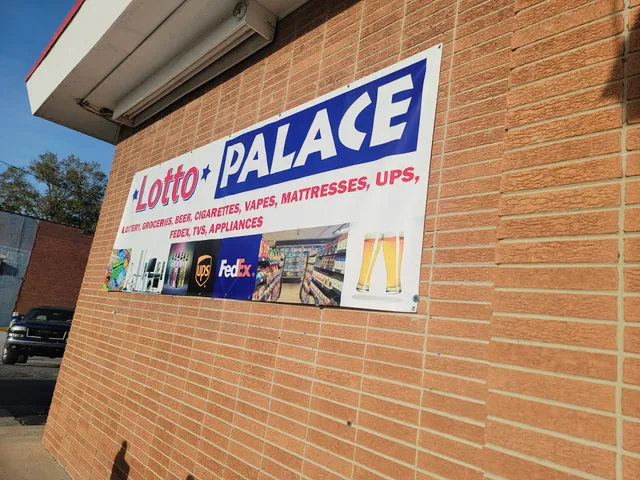 Lotto PALACE
LOTTERY, GROCERIES, BEER, CIGARETTES, VAPES, MATTRESSES, UPS,
FEDEX, TVS, APPLIANCES
ups FedEx